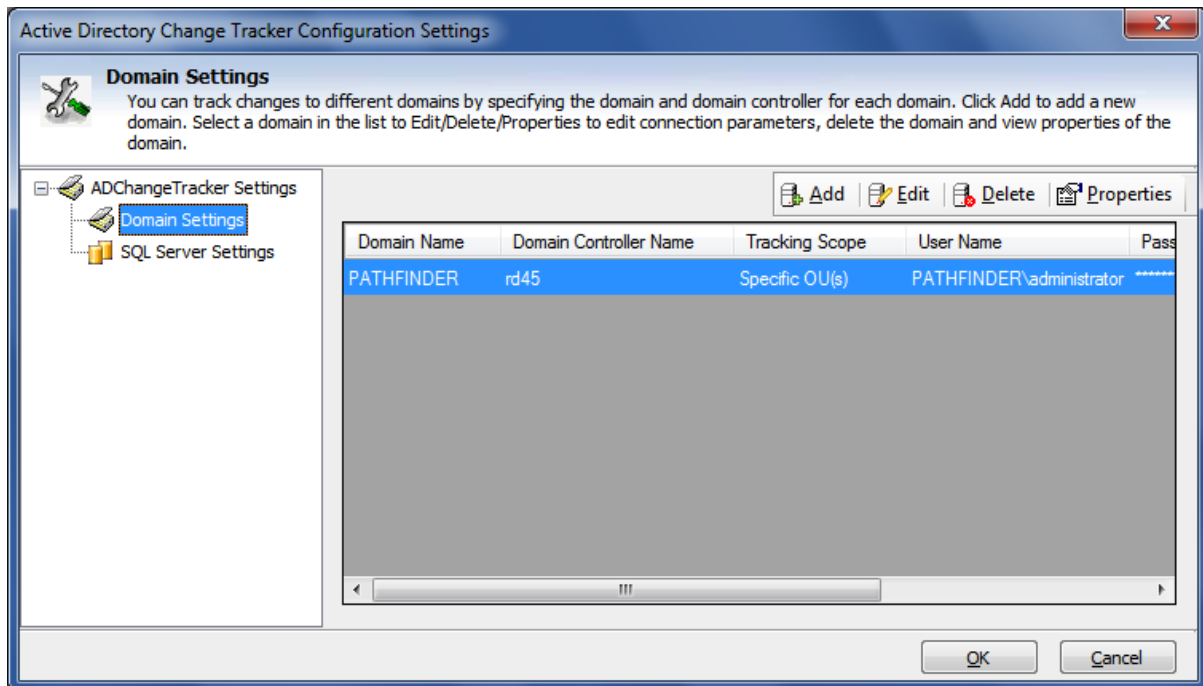 Active Directory Change Tracker Configuration Settings
Domain Settings
You can track changes to different domains by specifying the domain and domain controller for each domain. Click Add to add a new
domain. Select a domain in the list to Edit/Delete/Properties to edit connection parameters, delete the domain and view properties of the
domain.
ADChangeTracker Settings
Domain Settings
SQL Server Settings
Add Edit Delete Properties
Domain Name Domain Controller Name Tracking Scope User Name Pass
PATHFINDER rd45 Specific OU(s) PATHFINDER\administrator *******
OK Cancel